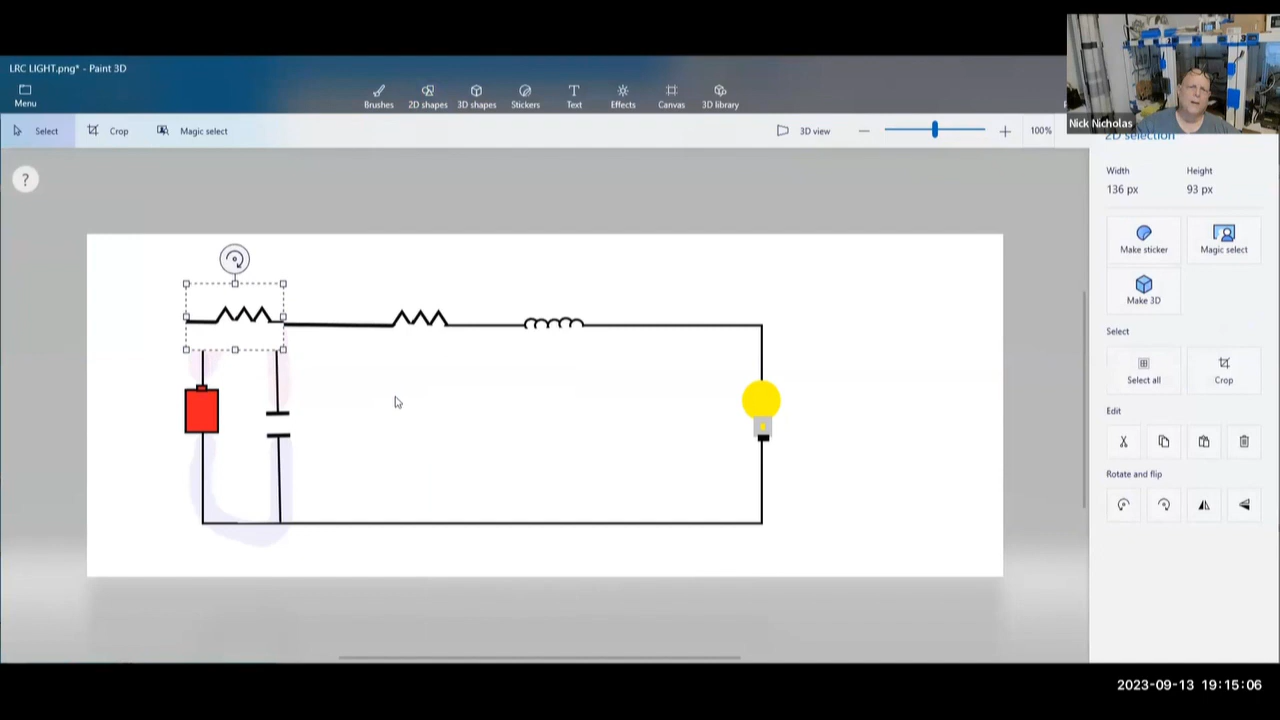 LRC LIGHT.png* - Paint 3D
Menu
Brushes
2D shapes
3D shapes
Stickers
Text
Effects
Canvas
3D library
Nick Nicholas
Select
Crop
Magic select
3D view
100%
2D selection
?
Width
Height
136 px
93 px
Make sticker
Magic select
Make 3D
Select
Select all
Crop
Edit
Rotate and flip
2023-09-13 19:15:06